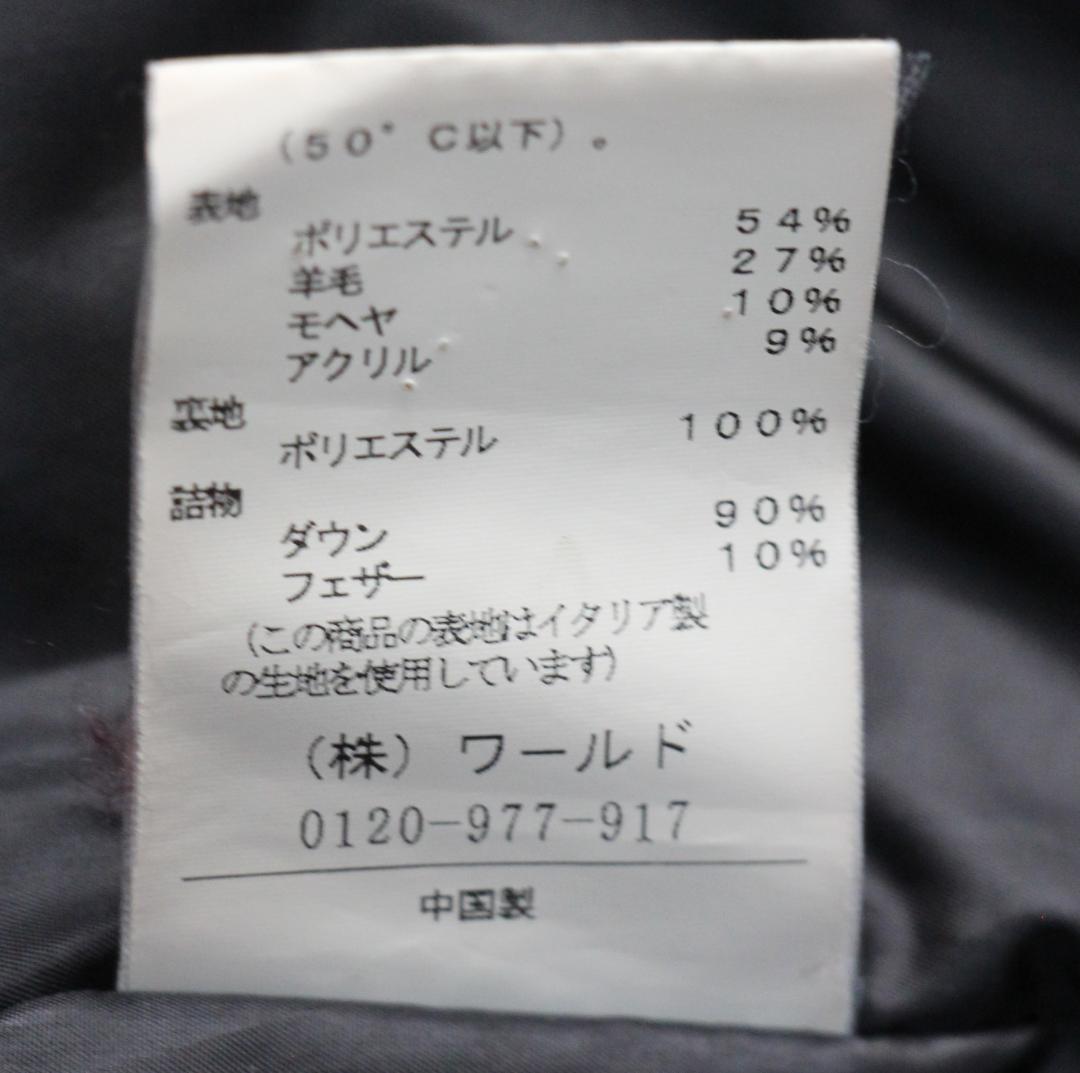 （50°C以下）。
表地
ポリエステル 54%
羊毛 27%
モヘヤ 10%
アクリル 9%
裏地
ポリエステル 100%
詰物
ダウン 90%
フェザー 10%
(この商品の表地はイタリア製
の生地を使用しています)
（株）ワールド
0120-977-917
中国製